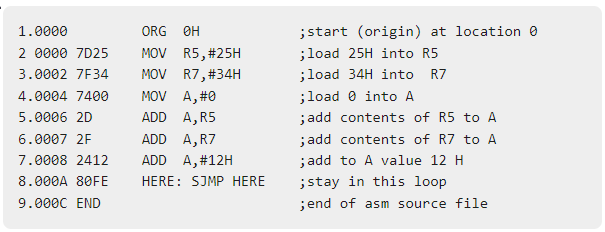 1.0000 ORG 0H ;start (origin) at location 0
2 0000 7D25 MOV R5,#25H ;load 25H into R5
3.0002 7F34 MOV R7,#34H ;load 34H into R7
4.0004 7400 MOV A,#0 ;load 0 into A
5.0006 2D ADD A,R5 ;add contents of R5 to A
6.0007 2F ADD A,R7 ;add contents of R7 to A
7.0008 2412 ADD A,#12H ;add to A value 12 H
8.000A 80FE HERE: SJMP HERE ;stay in this loop
9.000C END ;end of asm source file